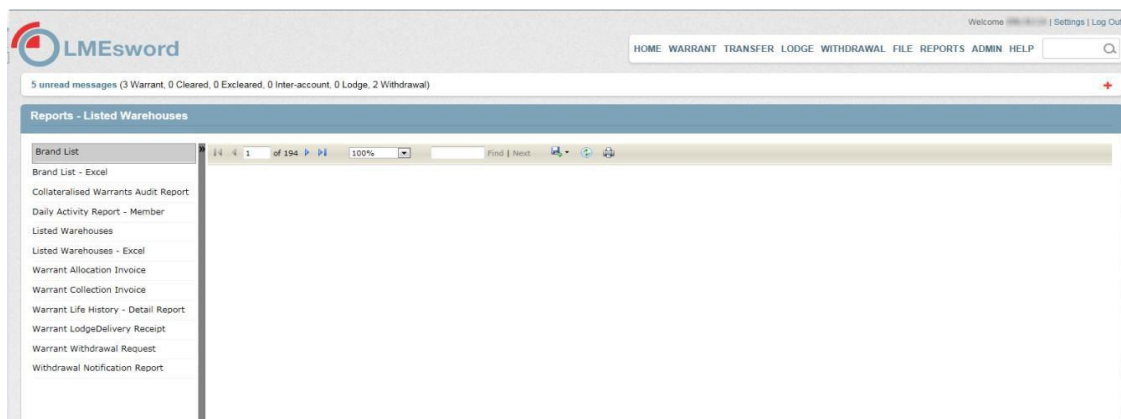 Welcome | Settings | Log Out
LMEsword
HOME WARRANT TRANSFER LODGE WITHDRAWAL FILE REPORTS ADMIN HELP
5 unread messages (3 Warrant, 0 Cleared, 0 Excleared, 0 Inter-account, 0 Lodge, 2 Withdrawal)
Reports - Listed Warehouses
1 of 194 100% Find | Next
Brand List
Brand List - Excel
Collateralised Warrants Audit Report
Daily Activity Report - Member
Listed Warehouses
Listed Warehouses - Excel
Warrant Allocation Invoice
Warrant Collection Invoice
Warrant Life History - Detail Report
Warrant LodgeDelivery Receipt
Warrant Withdrawal Request
Withdrawal Notification Report